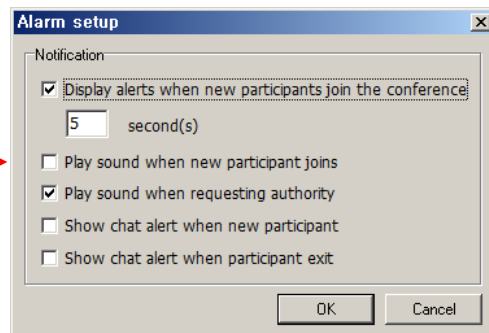 Alarm setup
Notification
Display alerts when new participants join the conference
5 second(s)
Play sound when new participant joins
Play sound when requesting authority
Show chat alert when new participant
Show chat alert when participant exit
OK Cancel